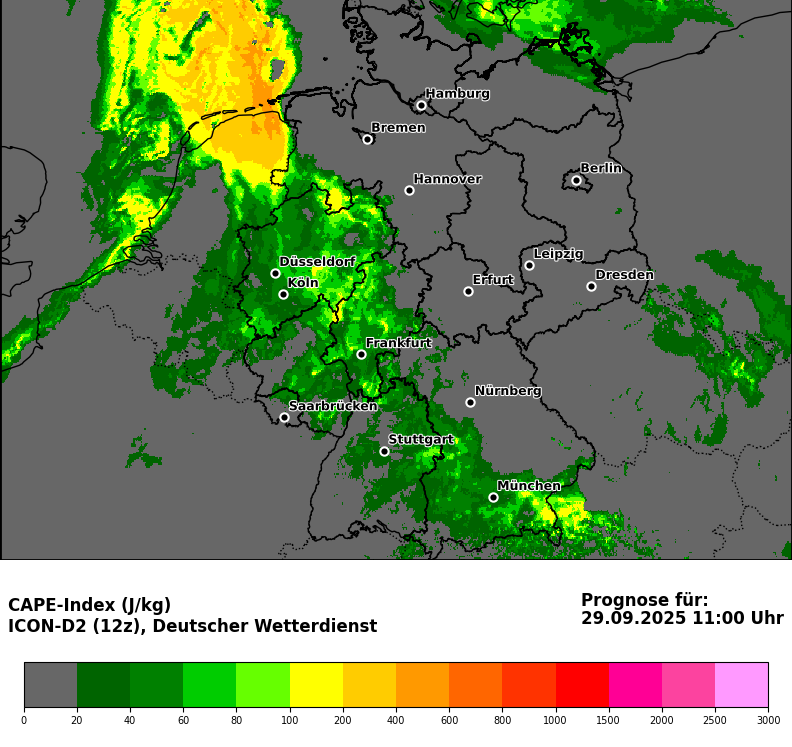 Hamburg
Bremen
Berlin
Hannover
Leipzig
Düsseldorf
Dresden
Erfurt
Köln
Frankfurt
Nürnberg
Saarbrücken
Stuttgart
München
CAPE-Index (J/kg)
ICON-D2 (12z), Deutscher Wetterdienst
Prognose für:
29.09.2025 11:00 Uhr
0 20 40 60 80 100 200 400 600 800 1000 1500 2000 2500 3000